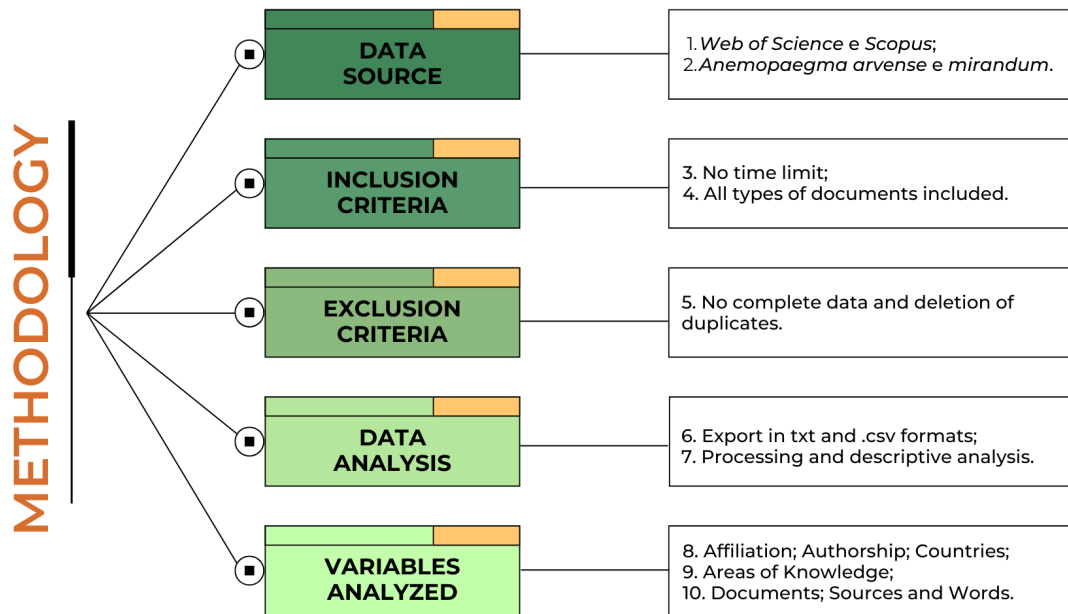 METHODOLOGY
DATA
SOURCE
1. Web of Science e Scopus;
2. Anemopaegma arvense e mirandum.
INCLUSION
CRITERIA
3. No time limit;
4. All types of documents included.
EXCLUSION
CRITERIA
5. No complete data and deletion of
duplicates.
DATA
ANALYSIS
6. Export in txt and .csv formats;
7. Processing and descriptive analysis.
VARIABLES
ANALYZED
8. Affiliation; Authorship; Countries;
9. Areas of Knowledge;
10. Documents; Sources and Words.